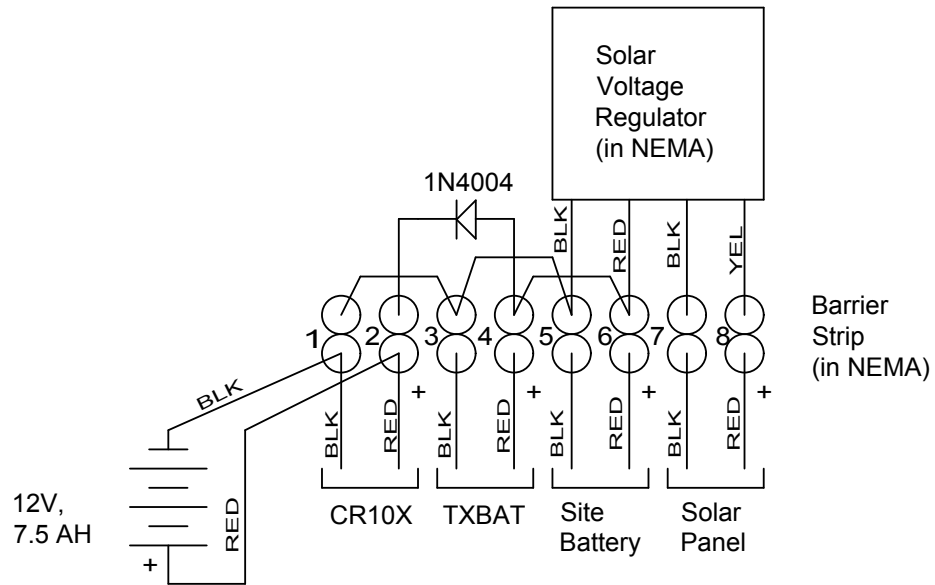 Solar
Voltage
Regulator
(in NEMA)
1N4004
BLK
RED
BLK
YEL
1
2
3
4
5
6
7
8
Barrier
Strip
(in NEMA)
BLK
RED
BLK
RED
+
BLK
RED
BLK
RED
+
BLK
RED
+
12V,
7.5 AH
+
CR10X
TXBAT
Site
Battery
Solar
Panel